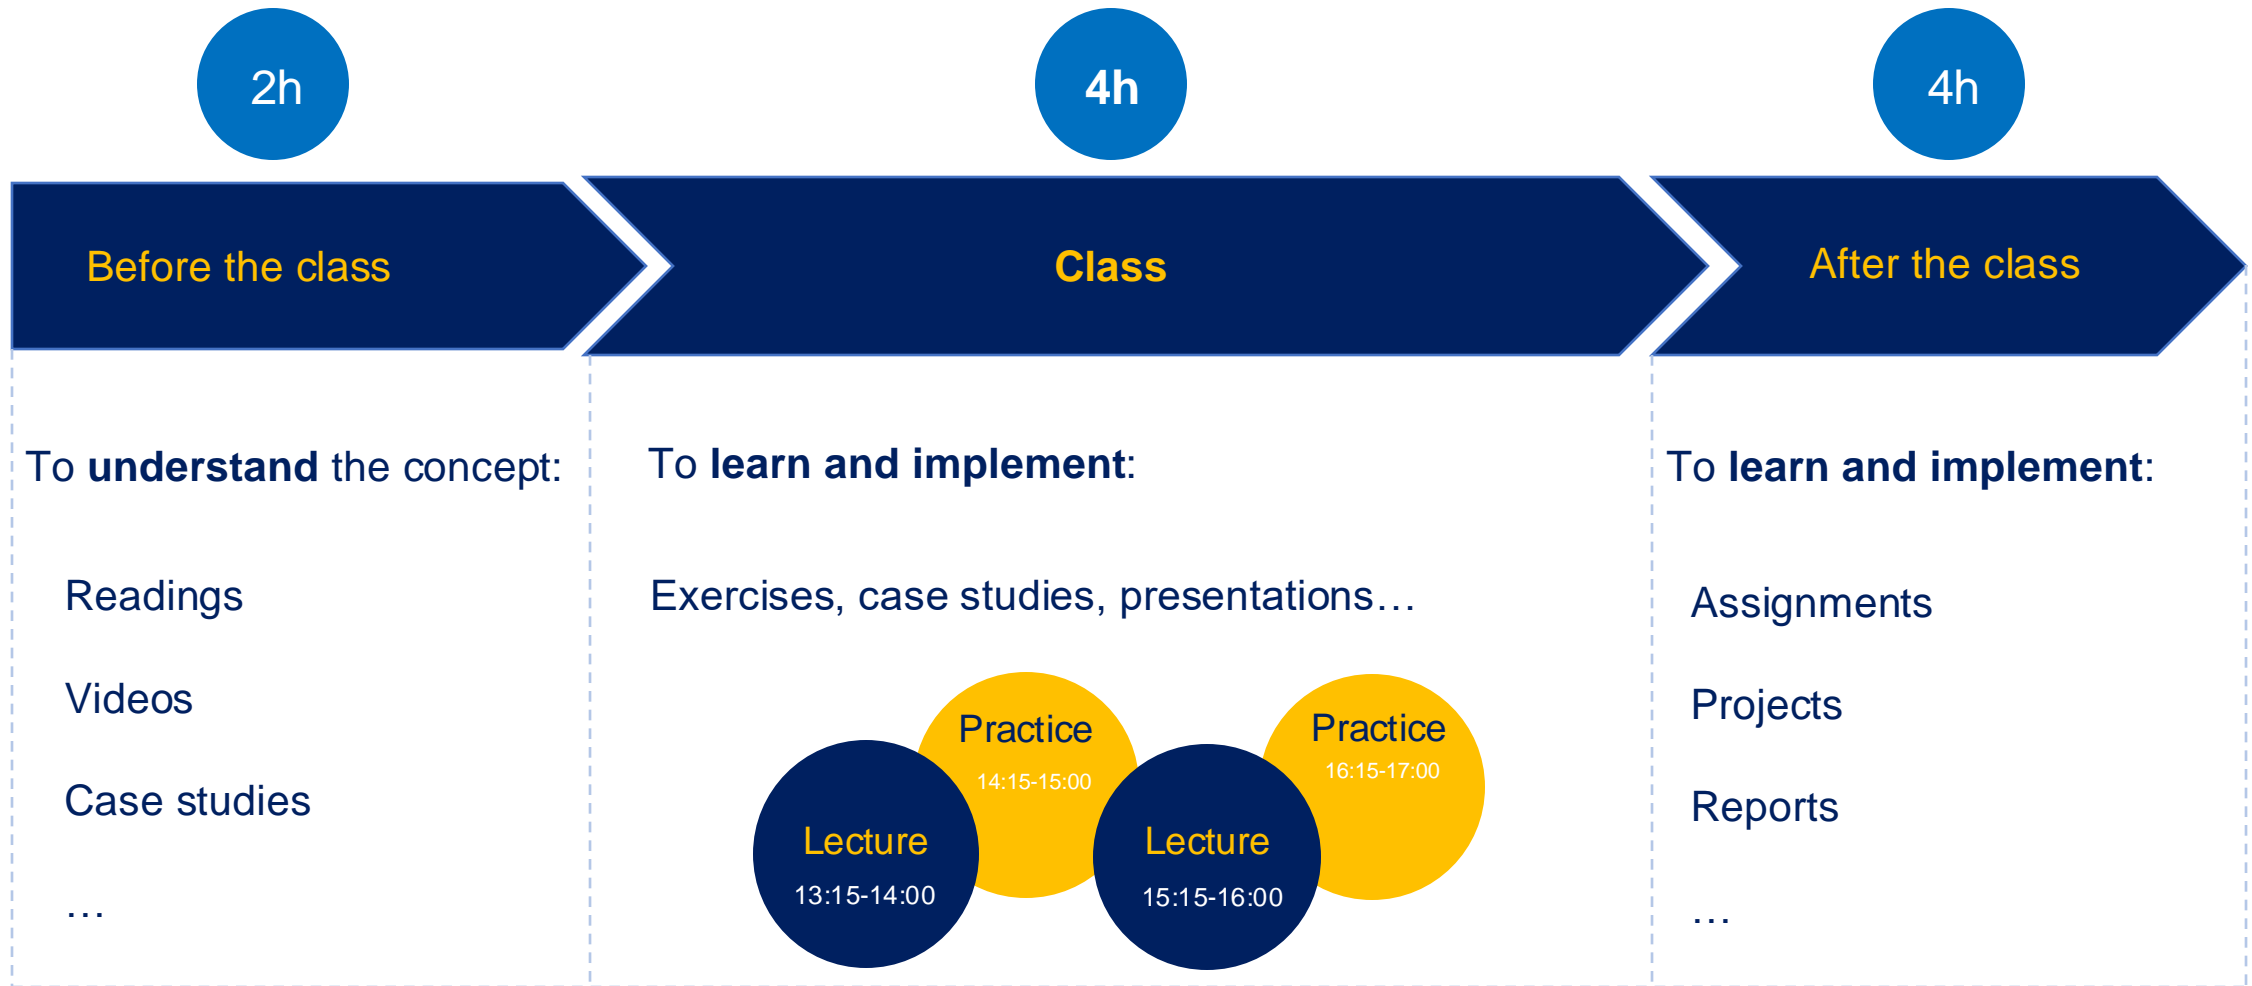 2h
4h
4h
Before the class
Class
After the class
To understand the concept:
Readings
Videos
Case studies
…
To learn and implement:
Exercises, case studies, presentations…
Lecture
13:15-14:00
Practice
14:15-15:00
Lecture
15:15-16:00
Practice
16:15-17:00
To learn and implement:
Assignments
Projects
Reports
…